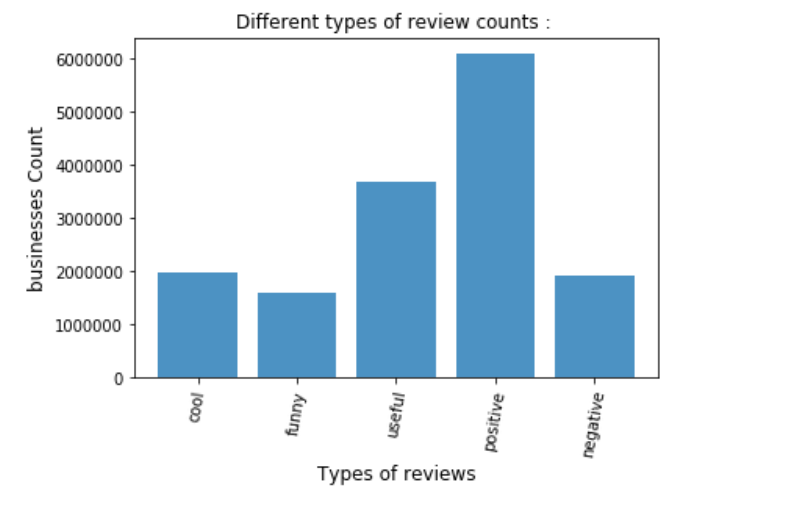 Different types of review counts :
businesses Count
6000000
5000000
4000000
3000000
2000000
1000000
0
cool
funny
useful
positive
negative
Types of reviews